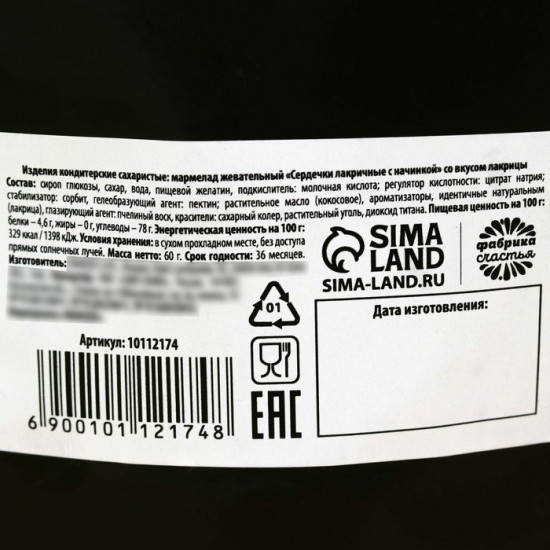 Изделия кондитерские сахаристые: мармелад жевательный «Сердечки лакричные с начинкой» со вкусом лакрицы
Состав: сироп глюкозы, сахар, вода, пищевой желатин, подкислитель: молочная кислота; регулятор кислотности: цитрат натрия;
стабилизатор: сорбит, гелеобразующий агент: пектин; растительное масло (кокосовое), ароматизаторы, идентичные натуральным
(лакрица), глазирующий агент: пчелиный воск, красители: сахарный колер, растительный уголь, диоксид титана. Пищевая ценность на 100 г:
белки – 4,6 г, жиры – 0 г, углеводы – 78 г. Энергетическая ценность на 100 г:
329 ккал / 1398 кДж. Условия хранения: в сухом прохладном месте, без доступа
прямых солнечных лучей. Масса нетто: 60 г. Срок годности: 36 месяцев.
Изготовитель:
SIMA
LAND
SIMA-LAND.RU
фабрика
счастья
Артикул: 10112174
01
Дата изготовления:
6 900101 121748
EAC